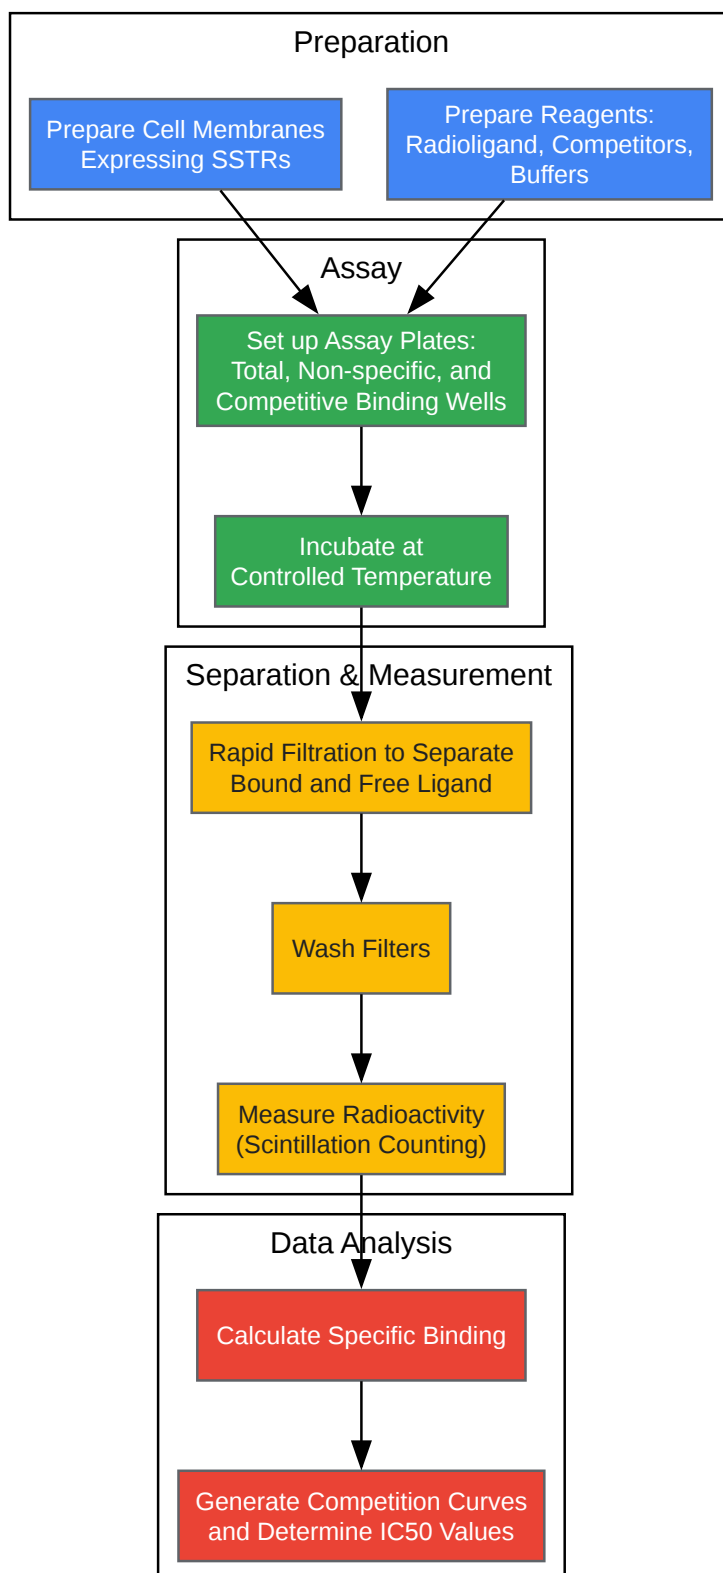 Preparation
Prepare Cell Membranes
Expressing SSTRs
Prepare Reagents:
Radioligand, Competitors,
Buffers
Assay
Set up Assay Plates:
Total, Non-specific, and
Competitive Binding Wells
Incubate at
Controlled Temperature
Separation & Measurement
Rapid Filtration to Separate
Bound and Free Ligand
Wash Filters
Measure Radioactivity
(Scintillation Counting)
Data Analysis
Calculate Specific Binding
Generate Competition Curves
and Determine IC50 Values